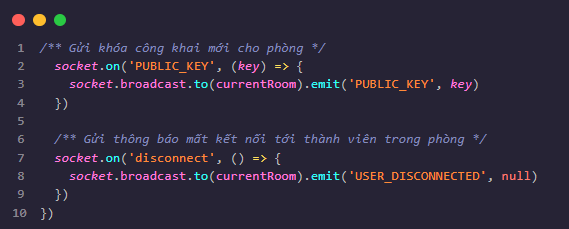 1 /** Gửi khóa công khai mới cho phòng */
2 socket.on('PUBLIC_KEY', (key) => {
3 socket.broadcast.to(currentRoom).emit('PUBLIC_KEY', key)
4 })
5
6 /** Gửi thông báo mất kết nối tới thành viên trong phòng */
7 socket.on('disconnect', () => {
8 socket.broadcast.to(currentRoom).emit('USER_DISCONNECTED', null)
9 })
10 })